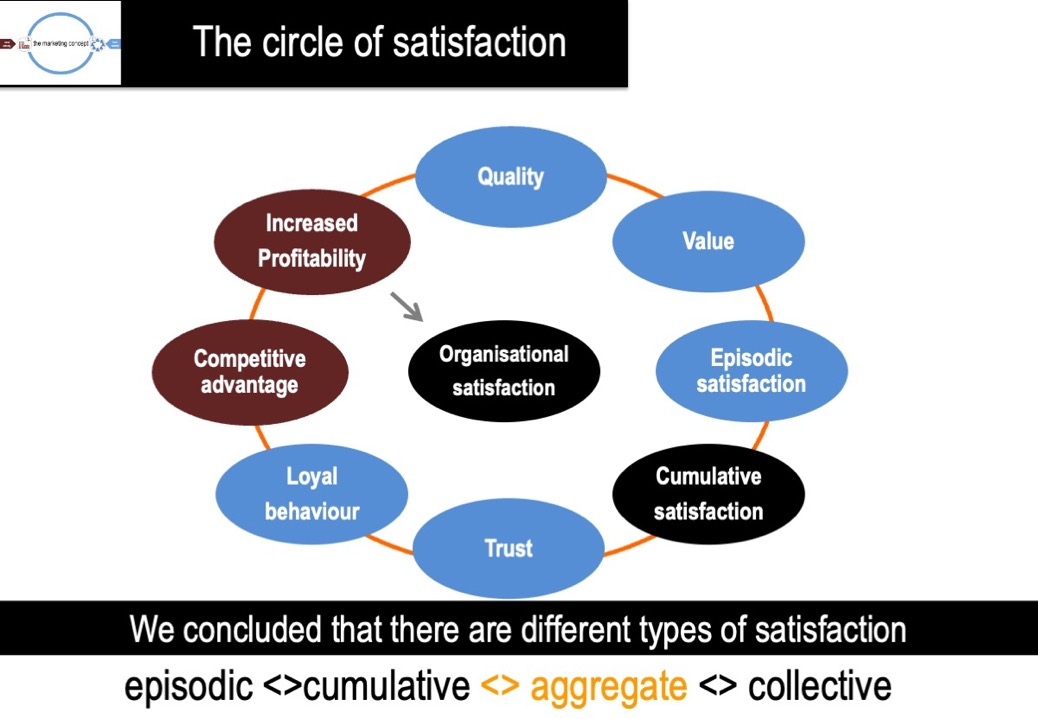 the marketing concept
The circle of satisfaction
Quality
Increased
Profitability
Value
Organisational
satisfaction
Episodic
satisfaction
Competitive
advantage
Loyal
behaviour
Cumulative
satisfaction
Trust
We concluded that there are different types of satisfaction
episodic <>cumulative <> aggregate <> collective